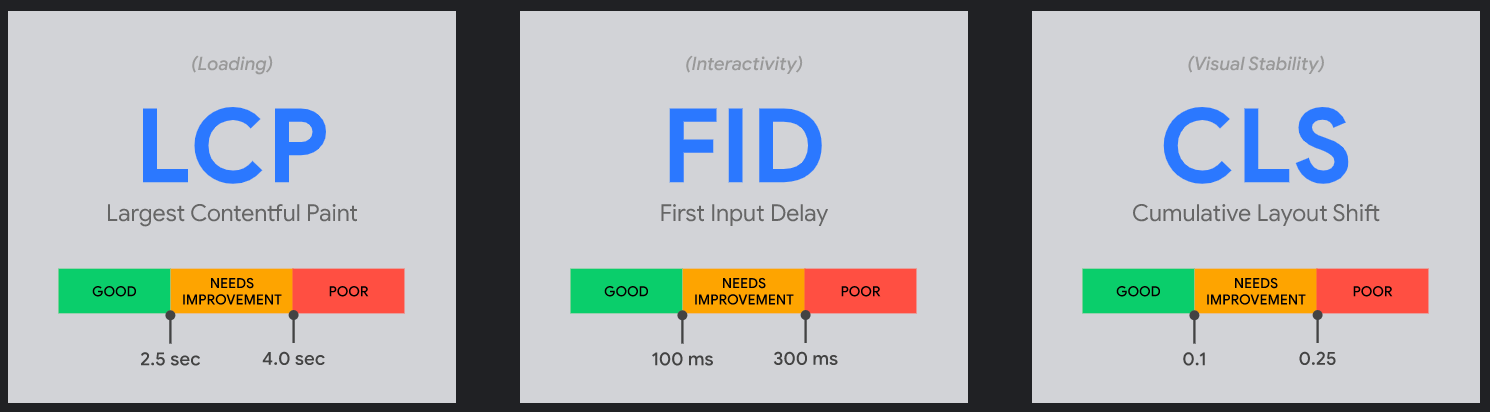 (Loading)
LCP
Largest Contentful Paint
GOOD
NEEDS
IMPROVEMENT
POOR
2.5 sec
4.0 sec
(Interactivity)
FID
First Input Delay
GOOD
NEEDS
IMPROVEMENT
POOR
100 ms
300 ms
(Visual Stability)
CLS
Cumulative Layout Shift
GOOD
NEEDS
IMPROVEMENT
POOR
0.1
0.25